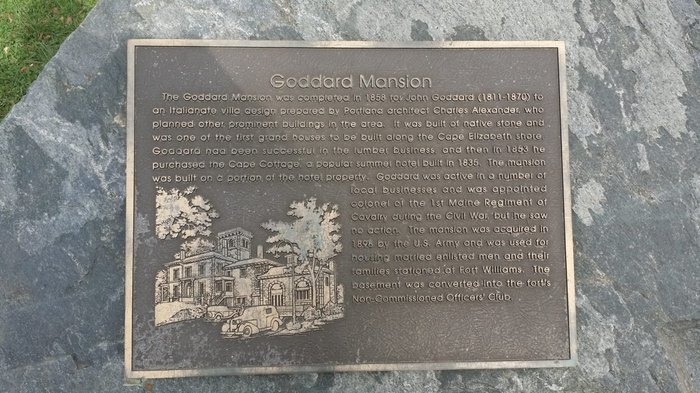 Goddard Mansion
The Goddard Mansion was completed in 1858 for John Goddard (1811-1870) to
an Italianate villa design prepared by Portland architect Charles Alexander, who
planned other prominent buildings in the area. It was built of native stone and
was one of the first grand houses to be built along the Cape Elizabeth shore.
Goddard had been successful in the lumber business, and then in 1853 he
purchased the Cape Cottage, a popular summer hotel built in 1835. The mansion
was built on a portion of the hotel property. Goddard was active in a number of
local businesses and was appointed
colonel of the 1st Maine Regiment of
Cavalry during the Civil War, but he saw
no action. The mansion was acquired in
1898 by the U.S. Army and was used for
housing married enlisted men and their
families stationed at Fort Williams. The
basement was converted into the fort's
Non-Commissioned Officers' Club.